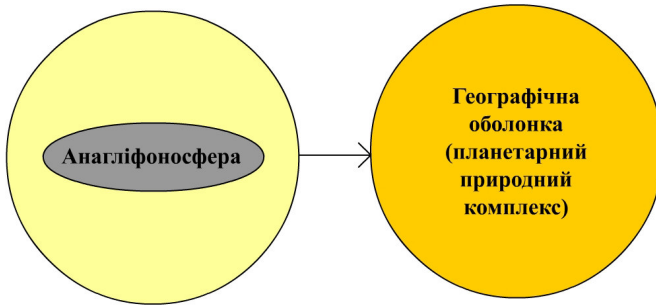 Анагліфоносфера
Географічна
оболонка
(планетарний
природний
комплекс)